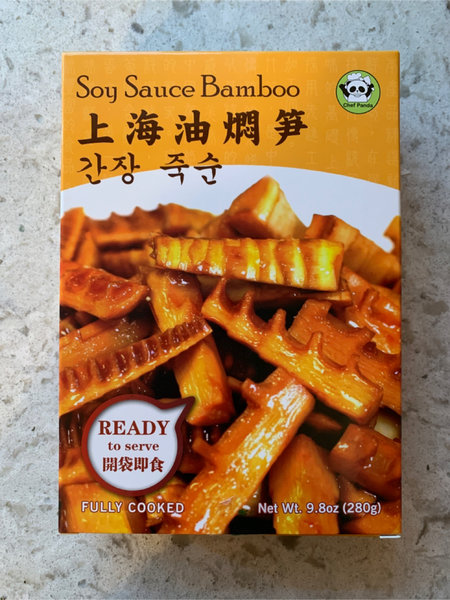 Soy Sauce Bamboo
Chef Panda
上海油燜笋
간장 죽순
READY
to serve
開袋即食
FULLY COOKED
Net Wt. 9.8oz (280g)